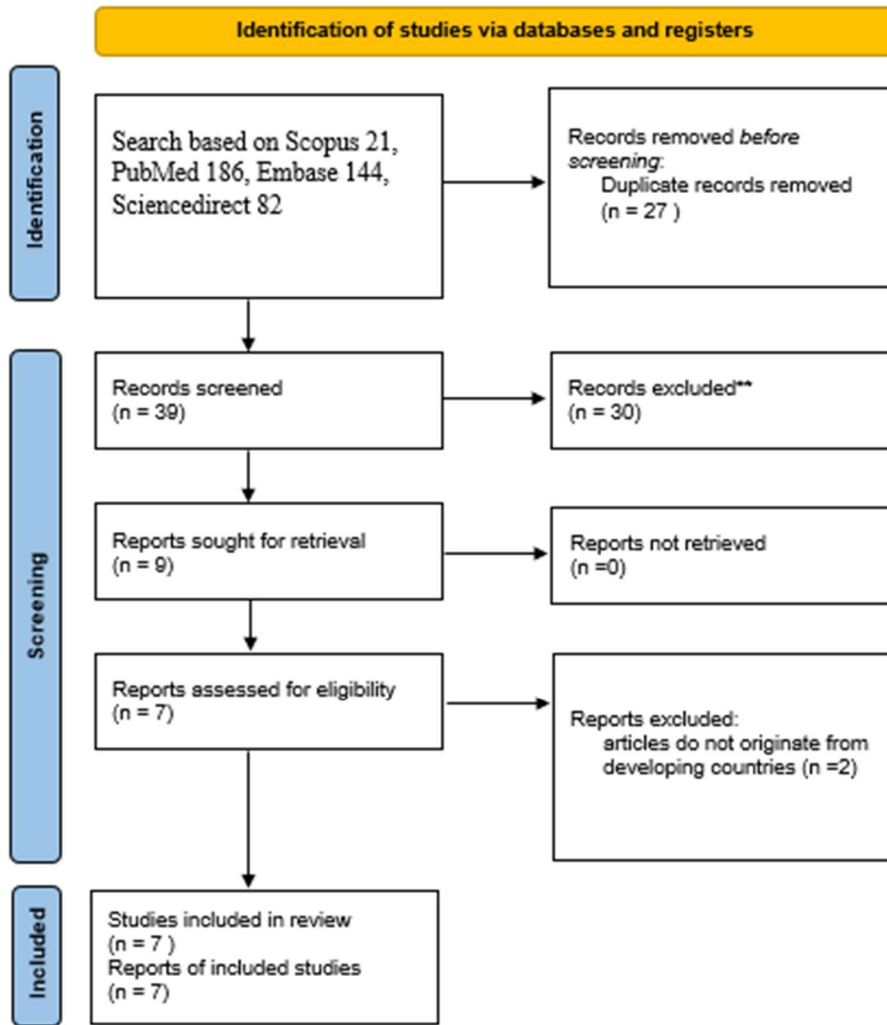 Identification of studies via databases and registers
Identification
Search based on Scopus 21,
PubMed 186, Embase 144,
Sciencedirect 82
Records removed before
screening:
Duplicate records removed
(n = 27 )
Screening
Records screened
(n = 39)
Records excluded**
(n = 30)
Reports sought for retrieval
(n = 9)
Reports not retrieved
(n =0)
Reports assessed for eligibility
(n = 7)
Reports excluded:
articles do not originate from
developing countries (n =2)
Included
Studies included in review
(n = 7 )
Reports of included studies
(n = 7)